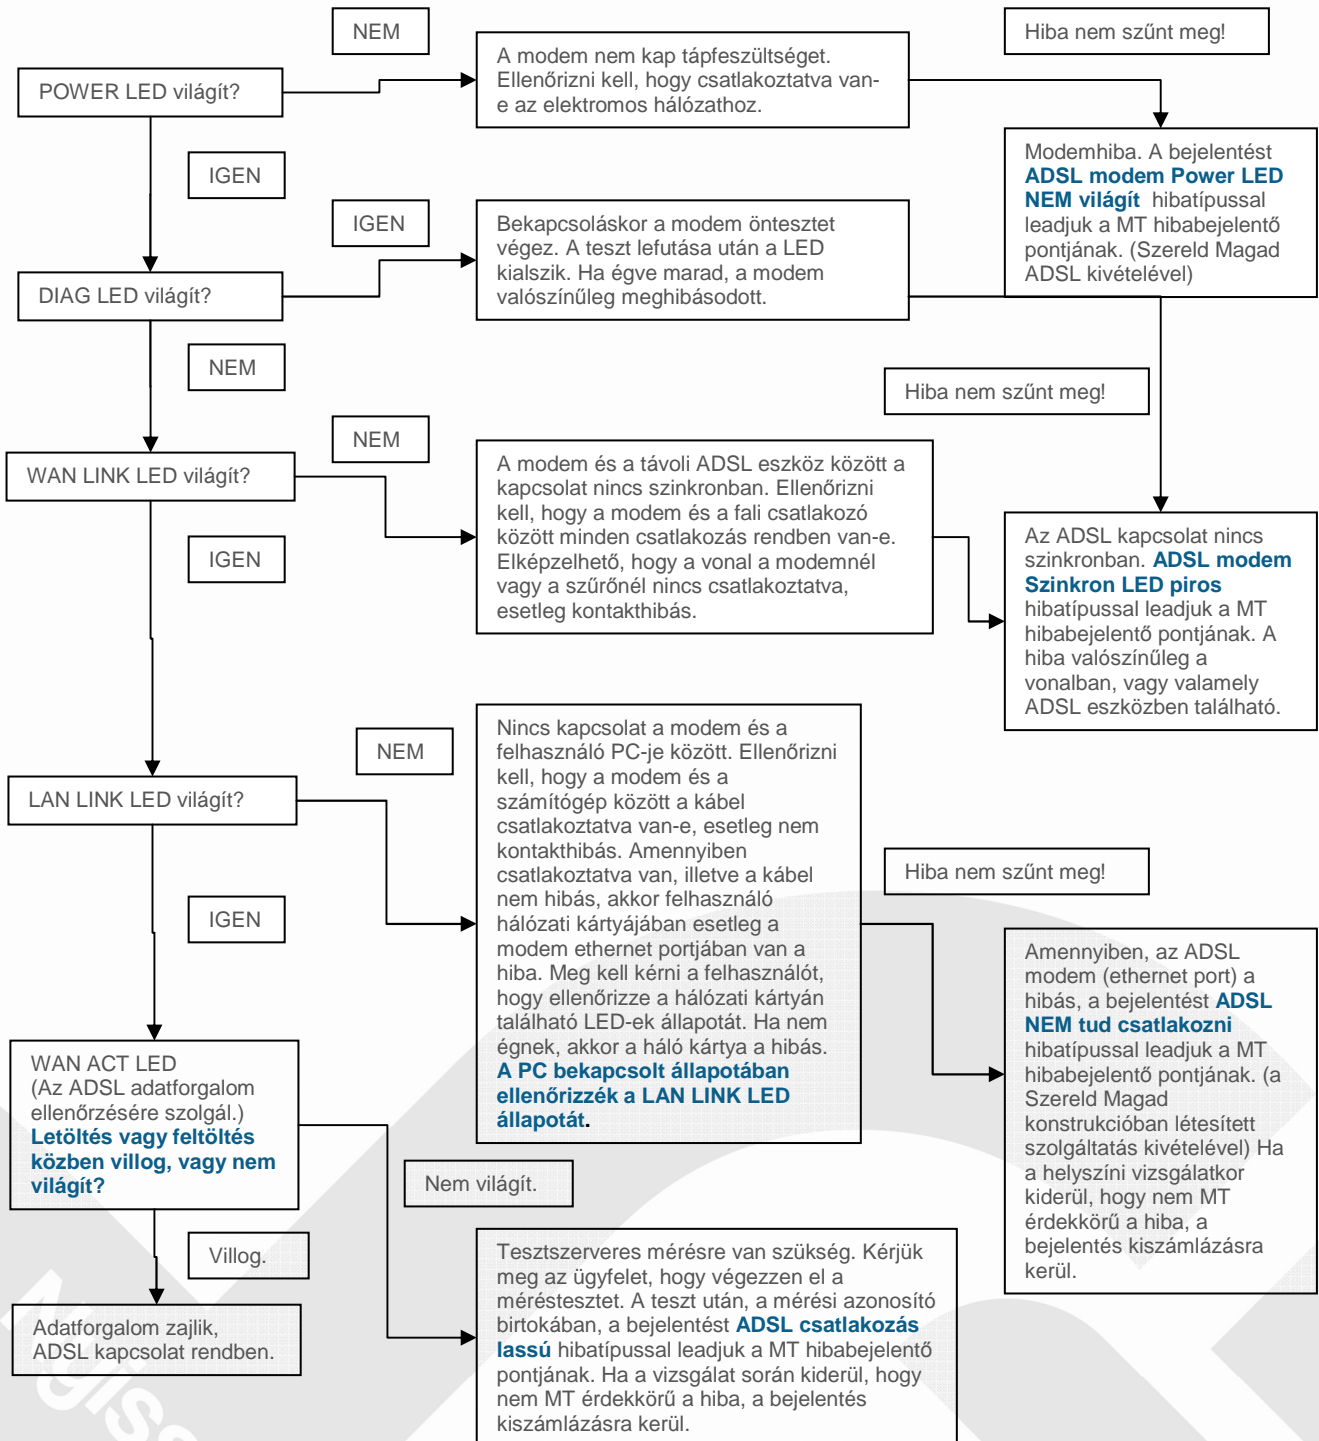 NEM
Hiba nem szűnt meg!
POWER LED világít?
A modem nem kap tápfeszültséget.
Ellenőrizni kell, hogy csatlakoztatva van-
e az elektromos hálózathoz.
IGEN
Modemhiba. A bejelentést
ADSL modem Power LED
NEM világít hibatípussal
leadjuk a MT hibabejelentő
pontjának. (Szereld Magad
ADSL kivételével)
IGEN
DIAG LED világít?
Bekapcsoláskor a modem öntesztet
végez. A teszt lefutása után a LED
kialszik. Ha égve marad, a modem
valószínűleg meghibásodott.
NEM
Hiba nem szűnt meg!
NEM
WAN LINK LED világít?
A modem és a távoli ADSL eszköz között a
kapcsolat nincs szinkronban. Ellenőrizni
kell, hogy a modem és a fali csatlakozó
között minden csatlakozás rendben van-e.
Elképzelhető, hogy a vonal a modemnél
vagy a szűrőnél nincs csatlakoztatva,
esetleg kontakthibás.
IGEN
Az ADSL kapcsolat nincs
szinkronban. ADSL modem
Szinkron LED piros
hibatípussal leadjuk a MT
hibabejelentő pontjának. A
hiba valószínűleg a
vonalban, vagy valamely
ADSL eszközben található.
NEM
LAN LINK LED világít?
Nincs kapcsolat a modem és a
felhasználó PC-je között. Ellenőrizni
kell, hogy a modem és a
számítógép között a kábel
csatlakoztatva van-e, esetleg nem
kontakthibás. Amennyiben
csatlakoztatva van, illetve a kábel
nem hibás, akkor felhasználó
hálózati kártyájában esetleg a
modem ethernet portjában van a
hiba. Meg kell kérni a felhasználót,
hogy ellenőrizze a hálózati kártyán
található LED-ek állapotát. Ha nem
égnek, akkor a háló kártya a hibás.
A PC bekapcsolt állapotában
ellenőrizzék a LAN LINK LED
állapotát.
Hiba nem szűnt meg!
IGEN
Amennyiben, az ADSL
modem (ethernet port) a
hibás, a bejelentést ADSL
NEM tud csatlakozni
hibatípussal leadjuk a MT
hibabejelentő pontjának. (a
Szereld Magad
konstrukcióban létesített
szolgáltatás kivételével) Ha
a helyszíni vizsgálatkor
kiderül, hogy nem MT
érdekkörű a hiba, a
bejelentés kiszámlázásra
kerül.
WAN ACT LED
(Az ADSL adatforgalom
ellenőrzésére szolgál.)
Letöltés vagy feltöltés
közben villog, vagy nem
világít?
Nem világít.
Villog.
Adatforgalom zajlik,
ADSL kapcsolat rendben.
Tesztszerveres mérésre van szükség. Kérjük
meg az ügyfelet, hogy végezzen el a
méréstesztet. A teszt után, a mérési azonosító
birtokában, a bejelentést ADSL csatlakozás
lassú hibatípussal leadjuk a MT hibabejelentő
pontjának. Ha a vizsgálat során kiderül, hogy
nem MT érdekkörű a hiba, a bejelentés
kiszámlázásra kerül.